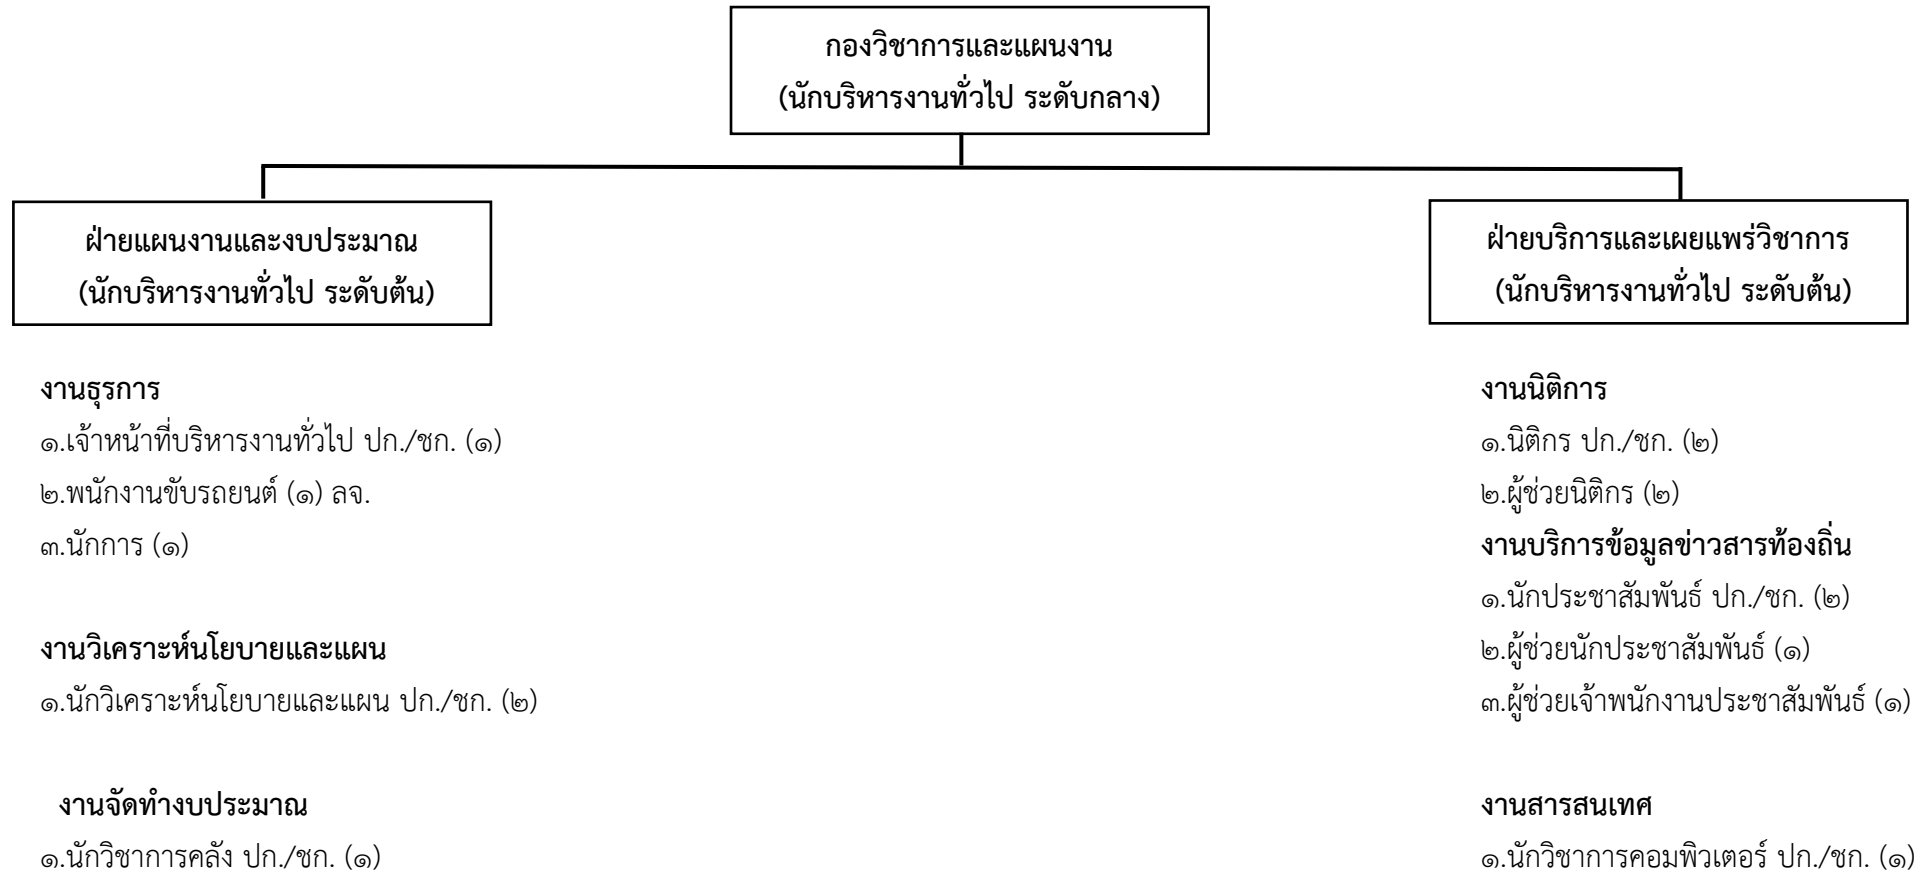 กองวิชาการและแผนงาน
(นักบริหารงานทั่วไป ระดับกลาง)
ฝ่ายแผนงานและงบประมาณ
(นักบริหารงานทั่วไป ระดับต้น)
งานธุรการ
๑.เจ้าหน้าที่บริหารงานทั่วไป ปก./ชก. (๑)
๒.พนักงานขับรถยนต์ (๑) ลจ.
๓.นักการ (๑)
งานวิเคราะห์นโยบายและแผน
๑.นักวิเคราะห์นโยบายและแผน ปก./ชก. (๒)
งานจัดทำงบประมาณ
๑.นักวิชาการคลัง ปก./ชก. (๑)
ฝ่ายบริการและเผยแพร่วิชาการ
(นักบริหารงานทั่วไป ระดับต้น)
งานนิติการ
๑.นิติกร ปก./ชก. (๒)
๒.ผู้ช่วยนิติกร (๒)
งานบริการข้อมูลข่าวสารท้องถิ่น
๑.นักประชาสัมพันธ์ ปก./ชก. (๒)
๒.ผู้ช่วยนักประชาสัมพันธ์ (๑)
๓.ผู้ช่วยเจ้าพนักงานประชาสัมพันธ์ (๑)
งานสารสนเทศ
๑.นักวิชาการคอมพิวเตอร์ ปก./ชก. (๑)